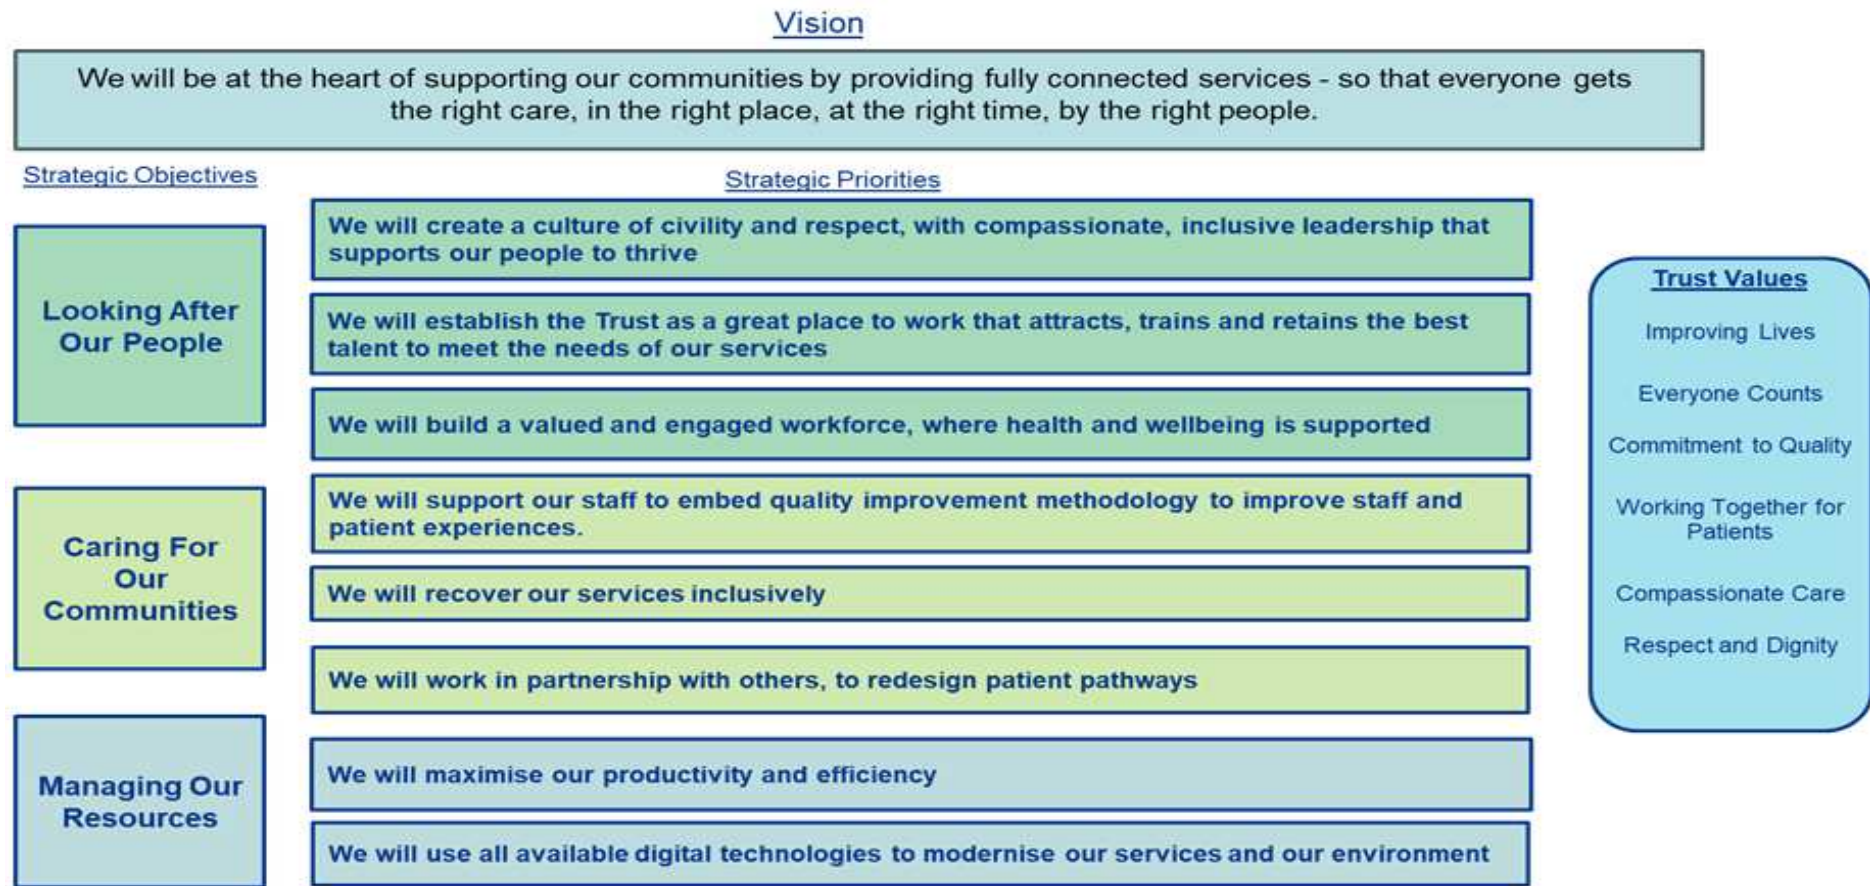 Vision
We will be at the heart of supporting our communities by providing fully connected services - so that everyone gets
the right care, in the right place, at the right time, by the right people.
Strategic Objectives
Strategic Priorities
Looking After
Our People
We will create a culture of civility and respect, with compassionate, inclusive leadership that
supports our people to thrive
We will establish the Trust as a great place to work that attracts, trains and retains the best
talent to meet the needs of our services
We will build a valued and engaged workforce, where health and wellbeing is supported
Caring For
Our
Communities
We will support our staff to embed quality improvement methodology to improve staff and
patient experiences.
We will recover our services inclusively
We will work in partnership with others, to redesign patient pathways
Managing Our
Resources
We will maximise our productivity and efficiency
We will use all available digital technologies to modernise our services and our environment
Trust Values
Improving Lives
Everyone Counts
Commitment to Quality
Working Together for
Patients
Compassionate Care
Respect and Dignity